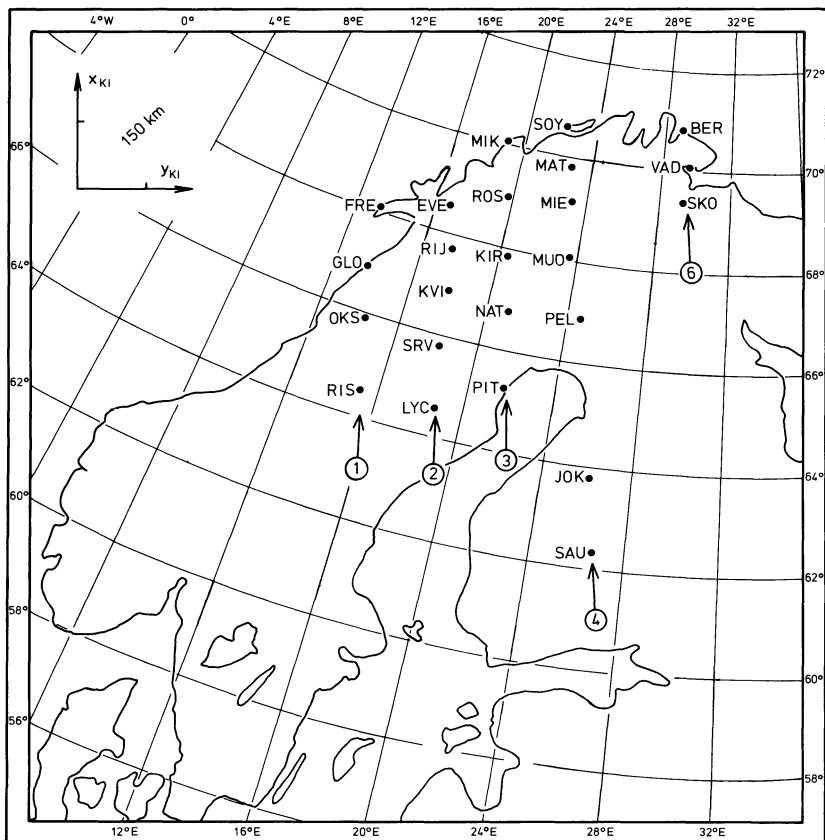 4°W 0° 4°E 8°E 12°E 16°E 20°E 24°E 28°E 32°E
72°
x KI
150 km
y KI
66°
SOY
BER
MIK
MAT VAD
70°
ROS MIE SKO
FRE EVE
RIJ KIR MUO
GLO
64°
68°
6
KVI
OKS NAT PEL
SRV
62°
66°
RIS PIT
LYC
1 2 3
JOK
64°
60°
SAU
62°
58°
4
60°
56°
58°
12°E 16°E 20°E 24°E 28°E 32°E